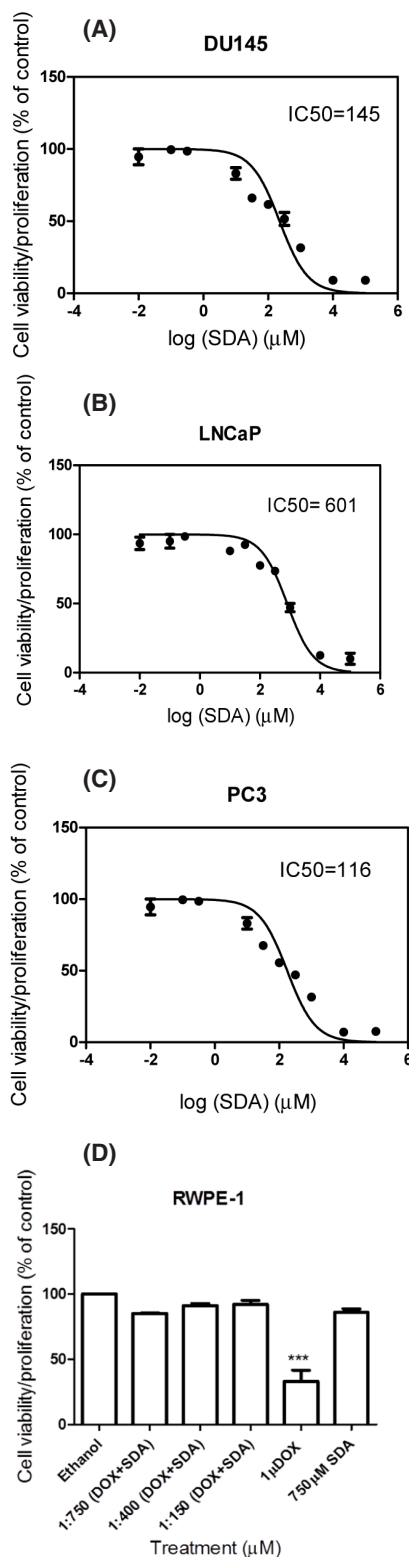 (A)
DU145
IC50=145
150
100
50
0
-4
-2
0
2
4
6
Cell viability/proliferation (% of control)
log (SDA) (μM)
(B)
LNCaP
IC50= 601
150
100
50
0
-4
-2
0
2
4
6
Cell viability/proliferation (% of control)
log (SDA) (μM)
(C)
PC3
IC50=116
150
100
50
0
-4
-2
0
2
4
6
Cell viability/proliferation (% of control)
log (SDA) (μM)
(D)
RWPE-1
150
100
50
0
***
Cell viability/proliferation (% of control)
Ethanol
1:750 (DOX+SDA)
1:400 (DOX+SDA)
1:150 (DOX+SDA)
1μDOX
750μM SDA
Treatment (μM)